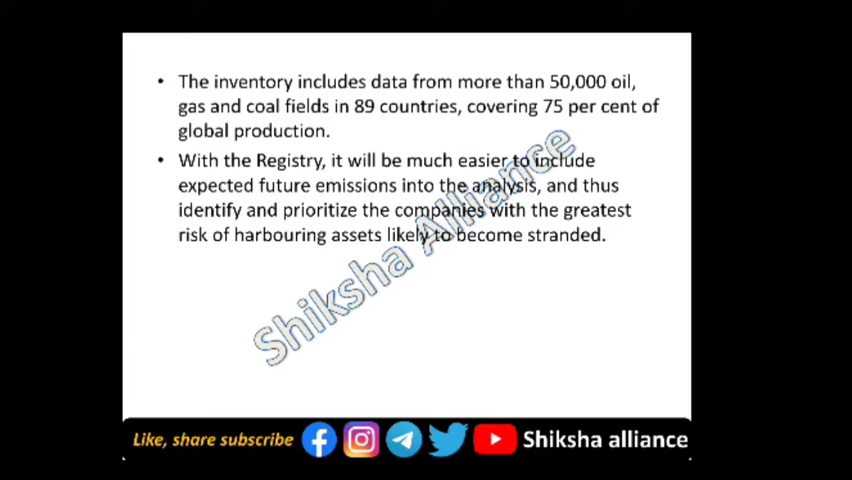 • The inventory includes data from more than 50,000 oil,
gas and coal fields in 89 countries, covering 75 per cent of
global production.
• With the Registry, it will be much easier to include
expected future emissions into the analysis, and thus
identify and prioritize the companies with the greatest
risk of harbouring assets likely to become stranded.
Shiksha Alliance
Like, share subscribe Shiksha alliance